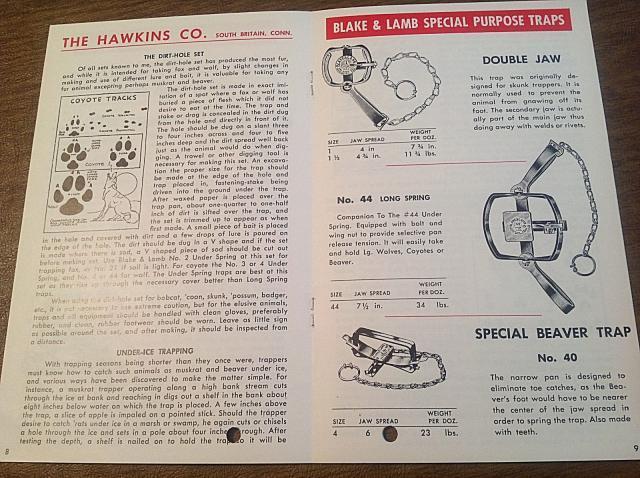 THE HAWKINS CO. SOUTH BRITAIN, CONN.
THE DIRT-HOLE SET
Of all sets known to me, the dirt-hole set has produced the most fur,
and while it is intended for taking fox and wolf, by slight changes in
making and use of different lure and bait, it is valuable for taking any
fur animal excepting perhaps muskrat and beaver.
COYOTE TRACKS
COYOTE
The dirt-hole set is made in exact imi-
tation of a spot where a fox or wolf has
buried a piece of flesh which it did not
desire to eat at the time. The trap and
stake or drag is concealed in the dirt dug
from the hole and directly in front of it.
The hole should be dug on a slant three
to four inches across and four to five
inches deep and the dirt spread well back
just as the animal would do when dig-
ging. A trowel or other digging tool is
necessary for making this set. An excava-
tion the proper size for the trap should
be made at the edge of the hole and
trap placed in, fastening-stake being
driven into the ground under the trap.
After waxed paper is placed over the
trap pan, about one-quarter to one-half
inch of dirt is sifted over the trap, and
the set is trimmed up to appear as when
first made. A small piece of bait is placed
in the hole and covered with dirt and a few drops of lure is poured on
the edge of the hole. The dirt should be dug in a V shape and if the set
is made where there is sod, a V shaped piece of sod should be cut out
before making set. Use Blake & Lamb No. 2 Under Spring at this set for
trapping fox, or No. 21 if soil is light. For coyote the No. 3 or 4 Under
Spring, and No. 4 or 44 for wolf. The Under Spring traps are best at this
set as they rise up through the necessary cover better than Long Spring
traps.
When using the dirt-hole set for bobcat, 'coon, skunk, 'possum, badger,
etc., it is not necessary to use extreme caution, but for the elusive animals,
traps and all equipment should be handled with clean gloves, preferably
rubber, and clean, rubber footwear should be worn. Leave as little sign
as possible around the set, and after making, it should be inspected from
a distance.
UNDER-ICE TRAPPING
With trapping seasons being shorter than they once were, trappers
must know how to catch such animals as muskrat and beaver under ice,
and various ways have been discovered to make the matter simple. For
instance, a muskrat trapper operating along a high bank stream cuts
through the ice at bank and reaching in digs out a shelf in the bank about
eight inches below water on which the trap is placed. A few inches above
the trap, a slice of apple is impaled on a pointed stick. Should the trapper
desire to catch 'rats under ice in a marsh or swamp, he again cuts or chisels
a hole through the ice and sets in a pole about four inches through. After
testing the depth, a shelf is nailed on to hold the trap so it will be
8
BLAKE & LAMB SPECIAL PURPOSE TRAPS
DOUBLE JAW
This trap was originally de-
signed for skunk trappers. It is
normally used to prevent the
animal from gnawing off its
foot. The secondary jaw is actu-
ally part of the main jaw thus
doing away with welds or rivets.
SIZE JAW SPREAD WEIGHT PER DOZ.
1 4 in 7¾ in.
1½ 4¾ in. 11¾ lbs.
No. 44 LONG SPRING
Companion To The #44 Under
Spring. Equipped with bolt and
wing nut to provide selective pan
release tension. It will easily take
and hold Lg. Wolves, Coyotes or
Beaver.
SIZE JAW SPREAD WEIGHT PER DOZ.
44 7½ in. 34 lbs.
SPECIAL BEAVER TRAP
No. 40
The narrow pan is designed to
eliminate toe catches, as the Bea-
ver's foot would have to be nearer
the center of the jaw spread in
order to spring the trap. Also made
with teeth.
SIZE JAW SPREAD WEIGHT PER DOZ.
4 6 23 lbs.
9